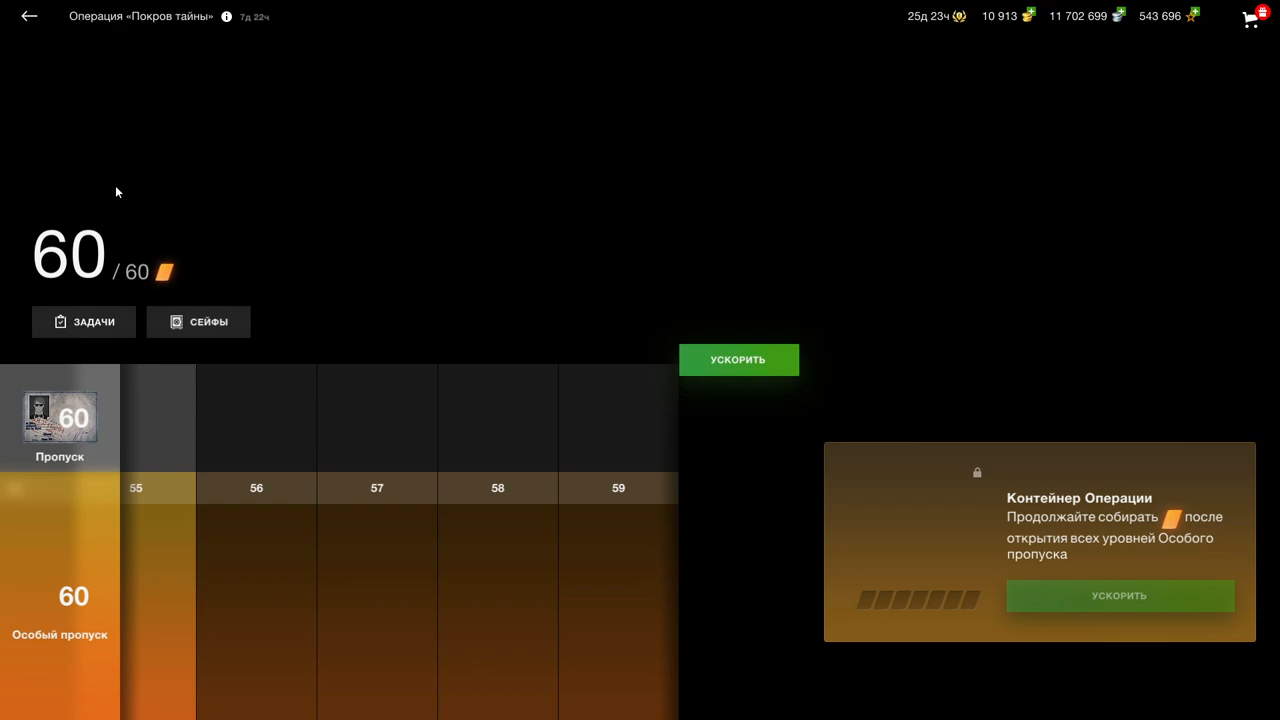 Операция «Покров тайны» 7д 22ч
25д 23ч 10 913 11 702 699 543 696
60 / 60
ЗАДАЧИ СЕЙФЫ
УСКОРИТЬ
60
Пропуск
55 56 57 58 59
Контейнер Операции
Продолжайте собирать после
открытия всех уровней Особого
пропуска
УСКОРИТЬ
60
Особый пропуск